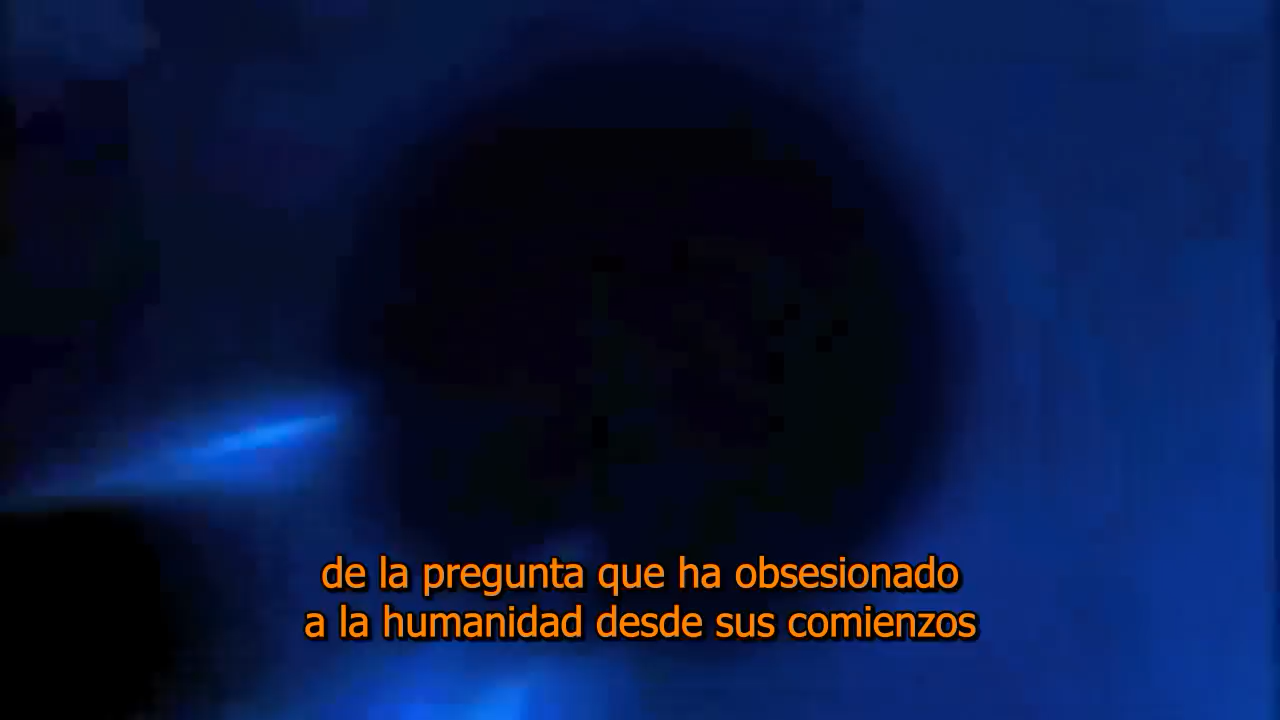 de la pregunta que ha obsesionado
a la humanidad desde sus comienzos